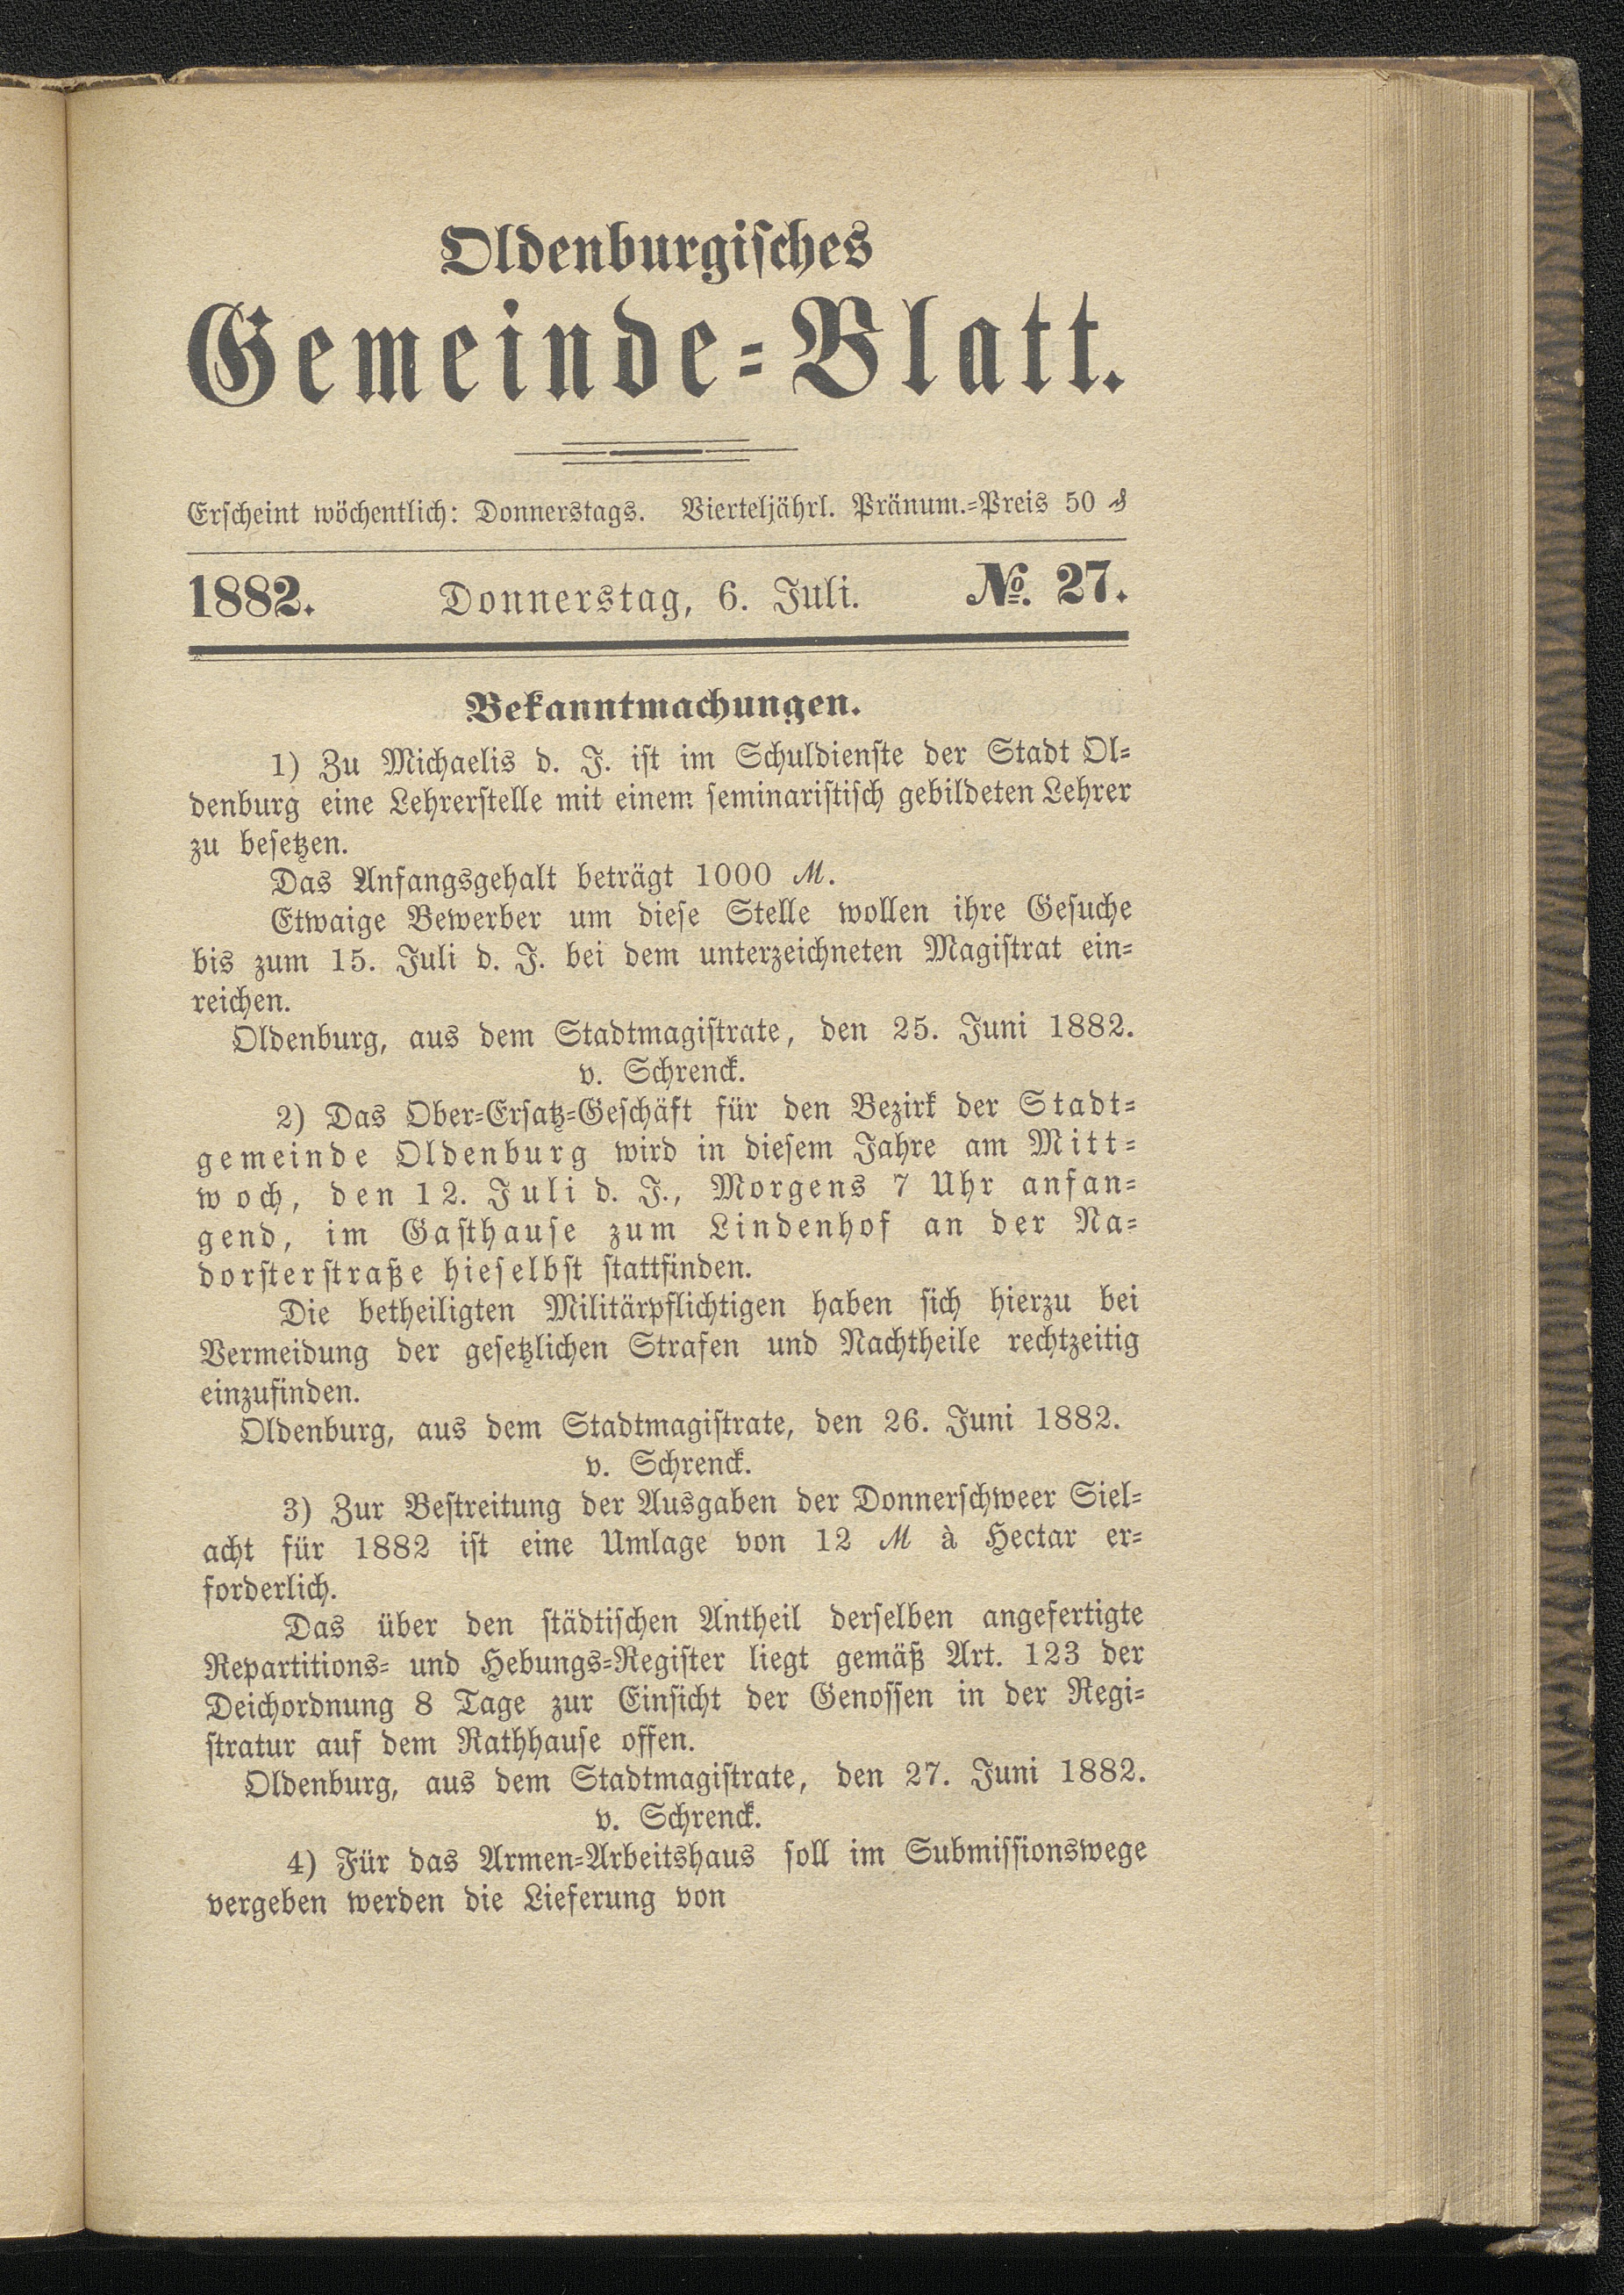 Oldenburgisches
Gemeinde-Blatt.
Erscheint wöchentlich: Donnerstags. Vierteljährl. Pränum.-Preis 50 ₰
1882. Donnerstag, 6. Juli. №. 27.
Bekanntmachungen.
1) Zu Michaelis d. J. ist im Schuldienste der Stadt Ol-
denburg eine Lehrerstelle mit einem seminaristisch gebildeten Lehrer
zu besetzen.
Das Anfangsgehalt beträgt 1000 ℳ.
Etwaige Bewerber um diese Stelle wollen ihre Gesuche
bis zum 15. Juli d. J. bei dem unterzeichneten Magistrat ein-
reichen.
Oldenburg, aus dem Stadtmagistrate, den 25. Juni 1882.
v. Schrenck.
2) Das Ober-Ersatz-Geschäft für den Bezirk der Stadt-
gemeinde Oldenburg wird in diesem Jahre am Mitt-
woch, den 12. Juli d. J., Morgens 7 Uhr anfan-
gend, im Gasthause zum Lindenhof an der Na-
dorsterstraße hieselbst stattfinden.
Die betheiligten Militärpflichtigen haben sich hierzu bei
Vermeidung der gesetzlichen Strafen und Nachtheile rechtzeitig
einzufinden.
Oldenburg, aus dem Stadtmagistrate, den 26. Juni 1882.
v. Schrenck.
3) Zur Bestreitung der Ausgaben der Donnerschweer Siel-
acht für 1882 ist eine Umlage von 12 ℳ à Hectar er-
forderlich.
Das über den städtischen Antheil derselben angefertigte
Repartitions- und Hebungs-Register liegt gemäß Art. 123 der
Deichordnung 8 Tage zur Einsicht der Genossen in der Regi-
stratur auf dem Rathhause offen.
Oldenburg, aus dem Stadtmagistrate, den 27. Juni 1882.
v. Schrenck.
4) Für das Armen-Arbeitshaus soll im Submissionswege
vergeben werden die Lieferung von